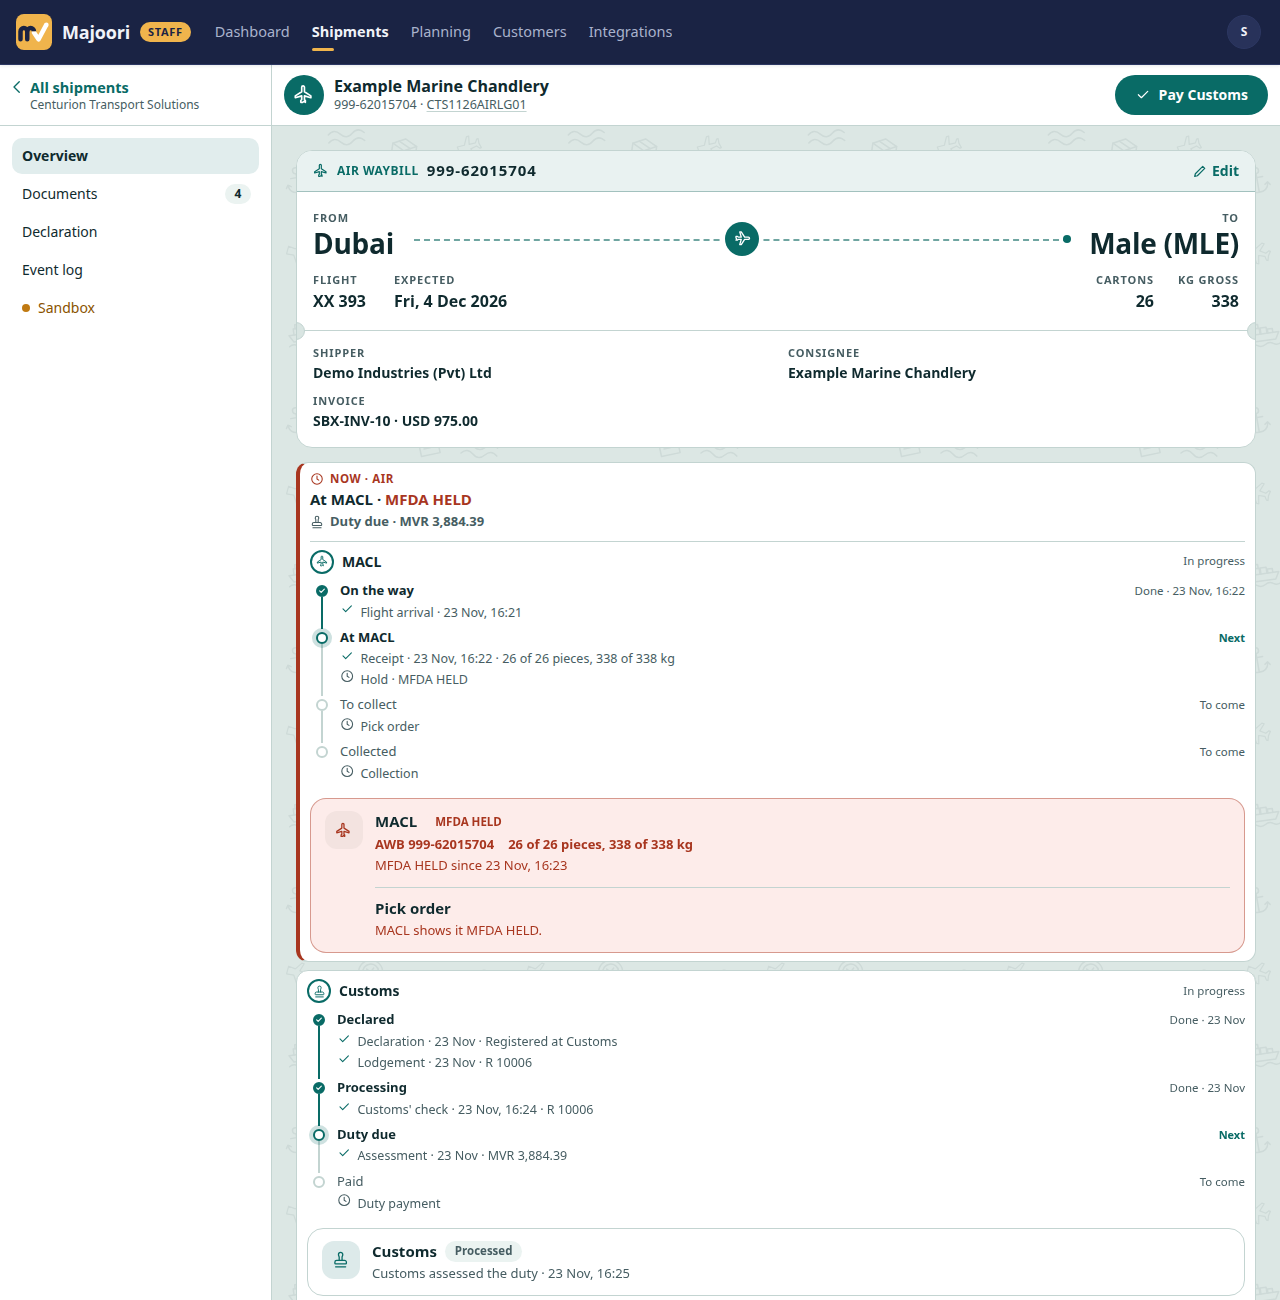 Majoori STAFF Dashboard Shipments Planning Customers Integrations S
All shipments
Centurion Transport Solutions
Example Marine Chandlery
999-62015704 · CTS1126AIRLG01
Pay Customs
Overview
Documents 4
Declaration
Event log
Sandbox
AIR WAYBILL 999-62015704 Edit
FROM TO
Dubai Male (MLE)
FLIGHT EXPECTED CARTONS KG GROSS
XX 393 Fri, 4 Dec 2026 26 338
SHIPPER CONSIGNEE
Demo Industries (Pvt) Ltd Example Marine Chandlery
INVOICE
SBX-INV-10 · USD 975.00
NOW · AIR
At MACL · MFDA HELD
Duty due · MVR 3,884.39
MACL In progress
On the way Done · 23 Nov, 16:22
Flight arrival · 23 Nov, 16:21
At MACL Next
Receipt · 23 Nov, 16:22 · 26 of 26 pieces, 338 of 338 kg
Hold · MFDA HELD
To collect To come
Pick order
Collected To come
Collection
MACL MFDA HELD
AWB 999-62015704 26 of 26 pieces, 338 of 338 kg
MFDA HELD since 23 Nov, 16:23
Pick order
MACL shows it MFDA HELD.
Customs In progress
Declared Done · 23 Nov
Declaration · 23 Nov · Registered at Customs
Lodgement · 23 Nov · R 10006
Processing Done · 23 Nov
Customs' check · 23 Nov, 16:24 · R 10006
Duty due Next
Assessment · 23 Nov · MVR 3,884.39
Paid To come
Duty payment
Customs Processed
Customs assessed the duty · 23 Nov, 16:25